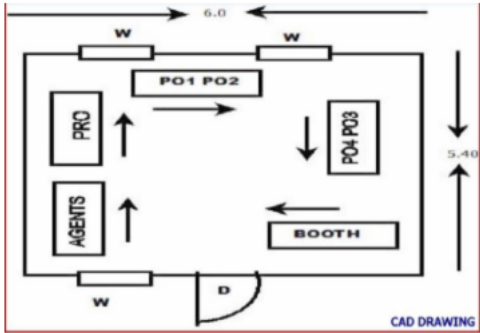 6.0
W
W
PO1 PO2
PRO
PO4 PO3
5.40
AGENTS
BOOTH
W
D
CAD DRAWING